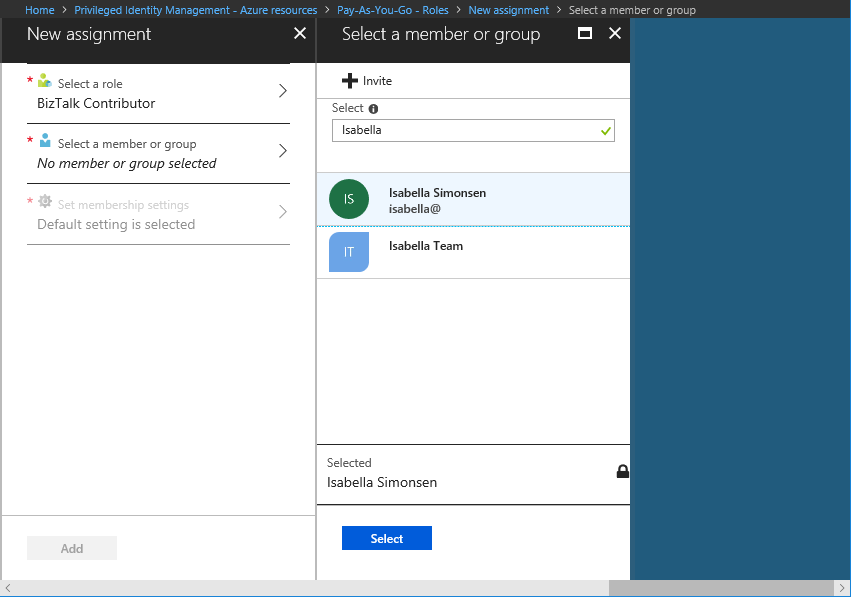 Home > Privileged Identity Management - Azure resources > Pay-As-You-Go - Roles > New assignment > Select a member or group
New assignment
* Select a role
BizTalk Contributor
* Select a member or group
No member or group selected
* Set membership settings
Default setting is selected
Add
Select a member or group
Invite
Select
Isabella
IS
Isabella Simonsen
isabella@
IT
Isabella Team
Selected
Isabella Simonsen
Select